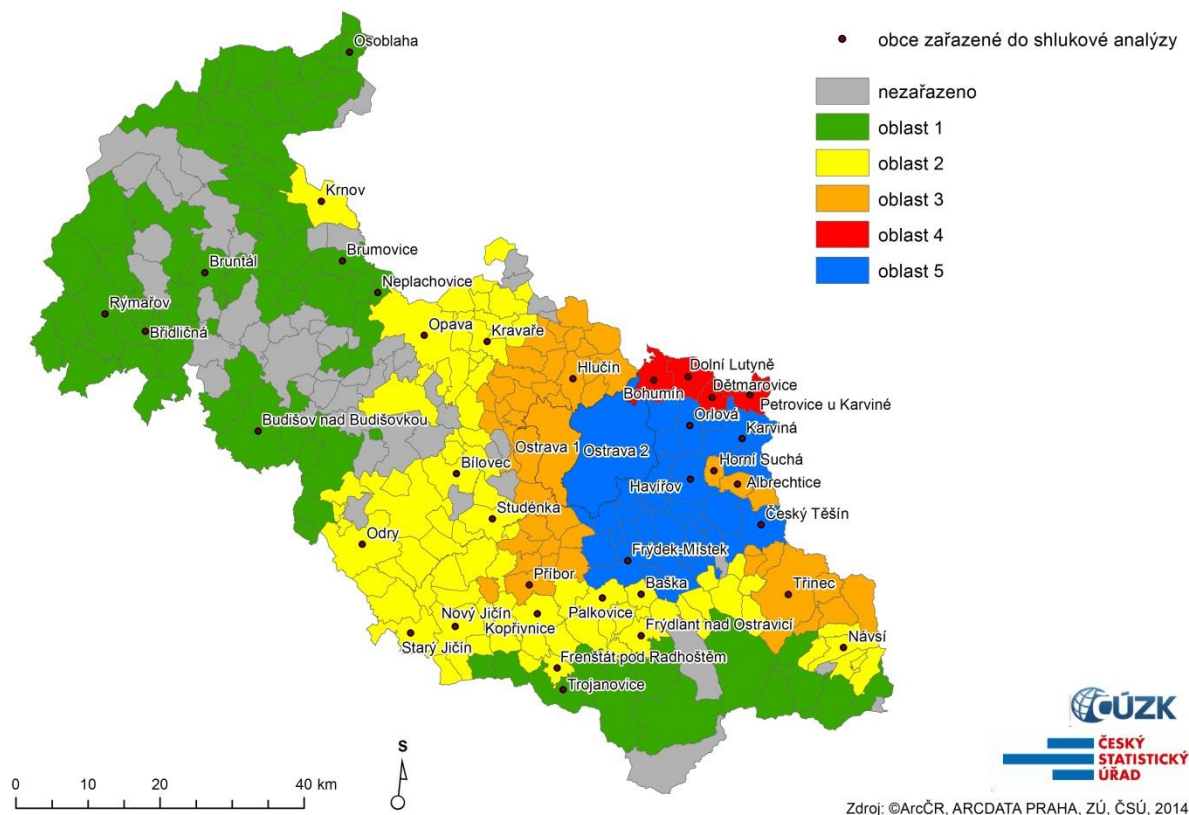 Osoblaha
obce zařazené do shlukové analýzy
nezařazeno
oblast 1
oblast 2
oblast 3
oblast 4
oblast 5
Krnov
Brumovice
Bruntál
Neplachovice
Rýmařov
Břidličná
Opava
Kravaře
Hlučín
Dolní Lutyně
Bohumín
Dětmarovice
Petrovice u Karviné
Orlová
Budišov nad Budišovkou
Karviná
Ostrava 1
Ostrava 2
Horní Suchá
Bílovec
Havířov
Albrechtice
Studénka
Český Těšín
Odry
Frýdek-Místek
Příbor
Baška
Třinec
Palkovice
Nový Jičín
Kopřivnice
Frýdlant nad Ostravicí
Starý Jičín
Návsí
Frenštát pod Radhoštěm
Trojanovice
ČÚZK
ČESKÝ
STATISTICKÝ
ÚŘAD
S
0 10 20 40 km
Zdroj: ©ArcČR, ARCDATA PRAHA, ZÚ, ČSÚ, 2014